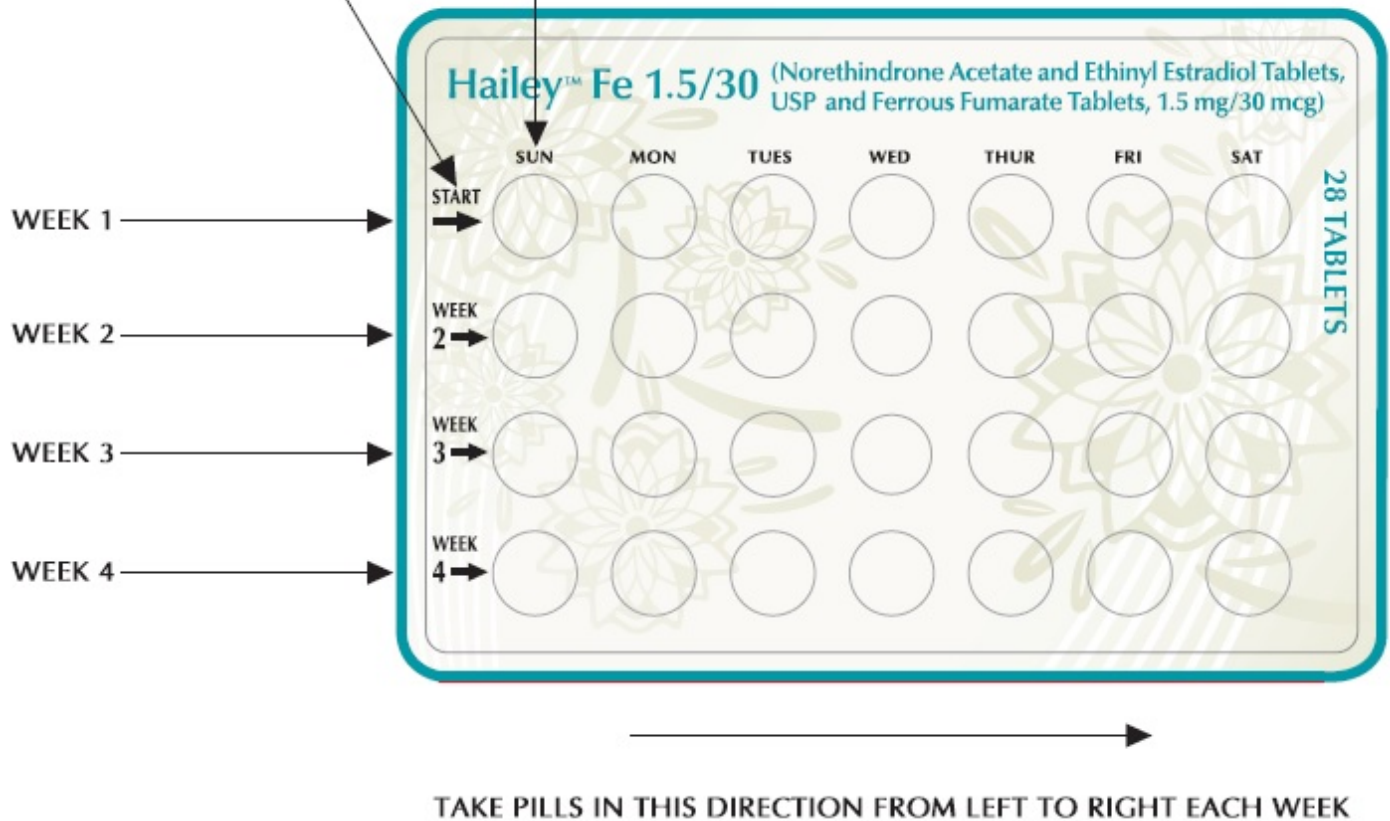 Hailey™ Fe 1.5/30 (Norethindrone Acetate and Ethinyl Estradiol Tablets,
USP and Ferrous Fumarate Tablets, 1.5 mg/30 mcg)
SUN MON TUES WED THUR FRI SAT
START
WEEK 1
28 TABLETS
WEEK
WEEK 2 2
WEEK
WEEK 3 3
WEEK
WEEK 4 4
TAKE PILLS IN THIS DIRECTION FROM LEFT TO RIGHT EACH WEEK